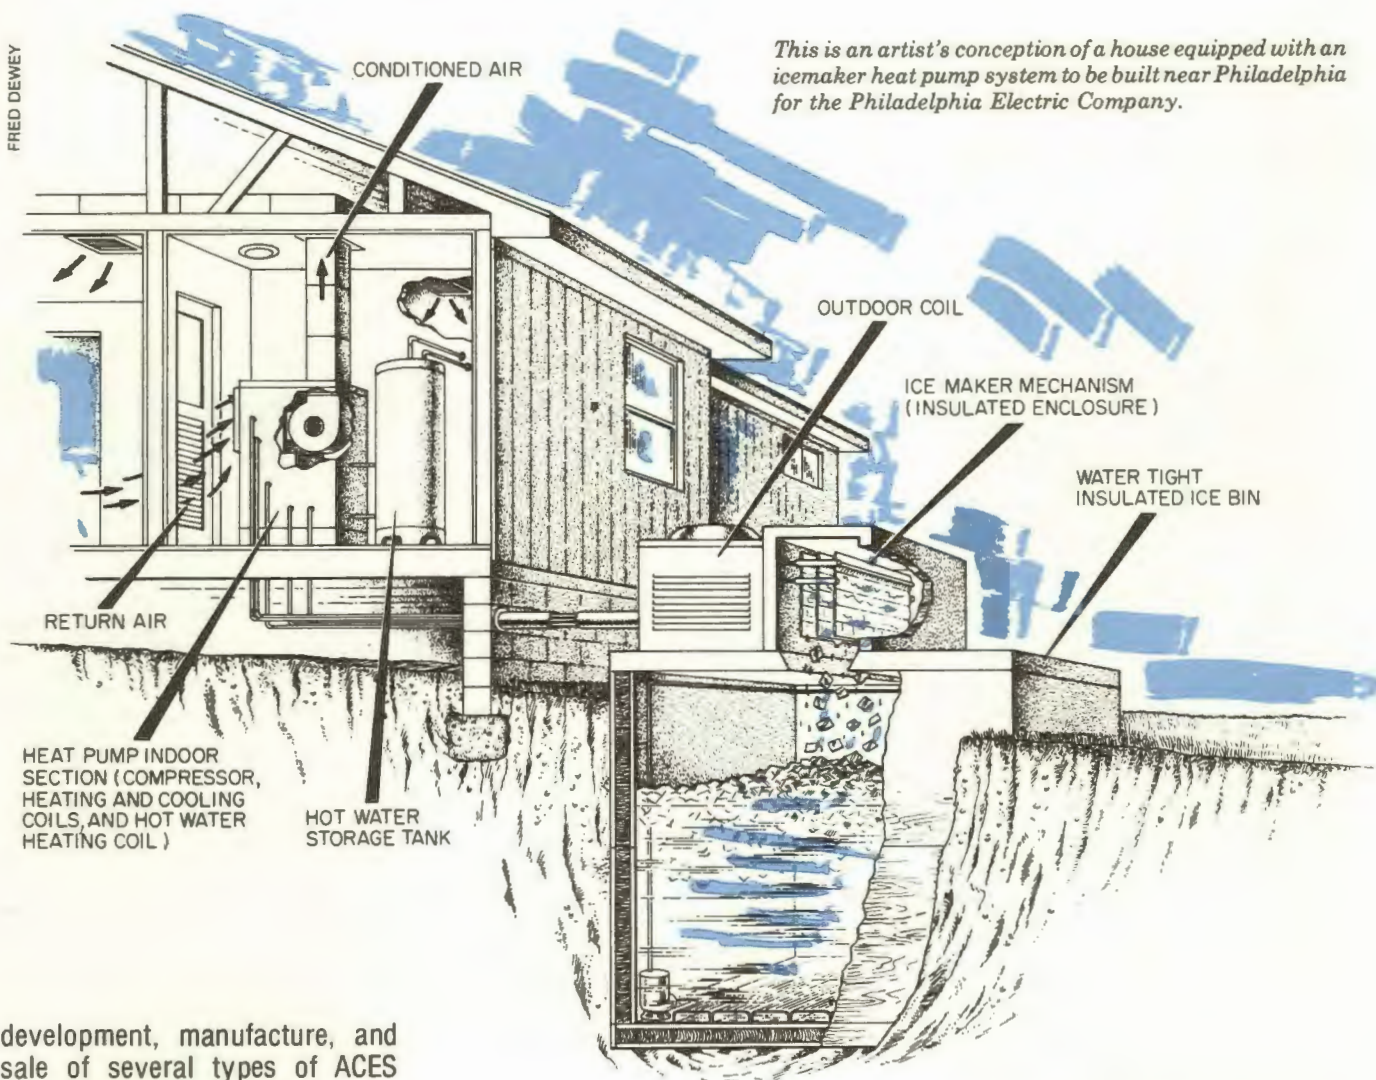 FRED DEWEY
This is an artist's conception of a house equipped with an
icemaker heat pump system to be built near Philadelphia
for the Philadelphia Electric Company.
CONDITIONED AIR
OUTDOOR COIL
ICE MAKER MECHANISM
(INSULATED ENCLOSURE)
WATER TIGHT
INSULATED ICE BIN
RETURN AIR
HEAT PUMP INDOOR
SECTION (COMPRESSOR,
HEATING AND COOLING
COILS, AND HOT WATER
HEATING COIL)
HOT WATER
STORAGE TANK
development, manufacture, and
sale of several types of ACES